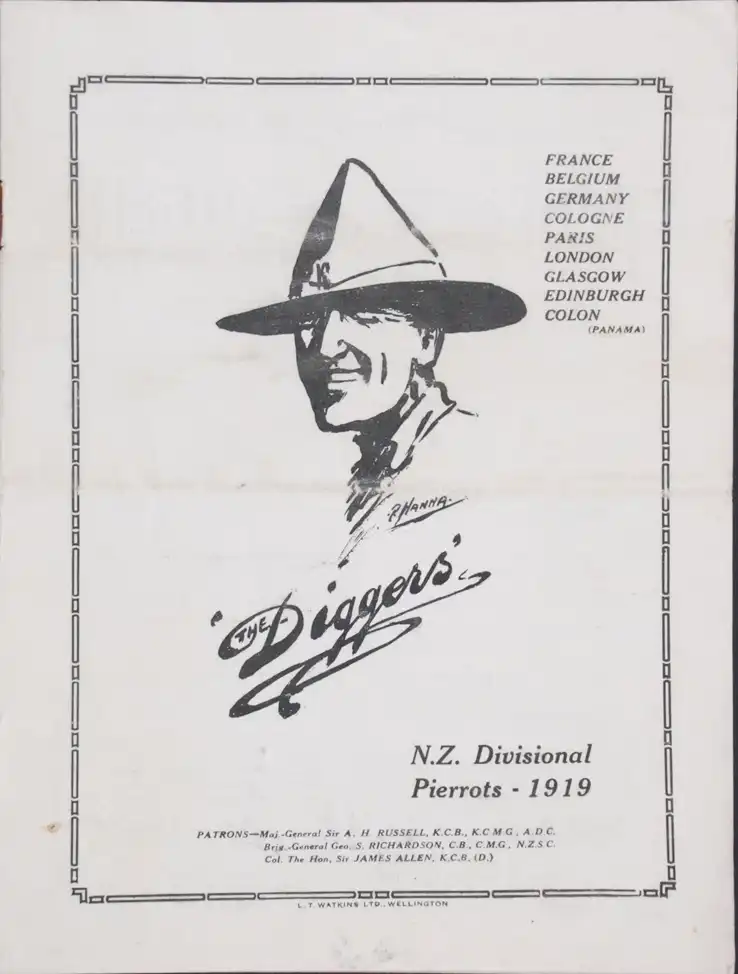 FRANCE
BELGIUM
GERMANY
COLOGNE
PARIS
LONDON
GLASGOW
EDINBURGH
COLON
(PANAMA)
R HANNA
'THE Diggers'
N.Z. Divisional
Pierrots - 1919
PATRONS—Maj.-General Sir A. H. RUSSELL, K.C.B., K.C.M.G., A.D.C.
Brig.-General Geo. S. RICHARDSON, C.B., C.M.G., N.Z.S.C.
Col. The Hon. Sir JAMES ALLEN, K.C.B. (D.)
L. T. WATKINS LTD., WELLINGTON